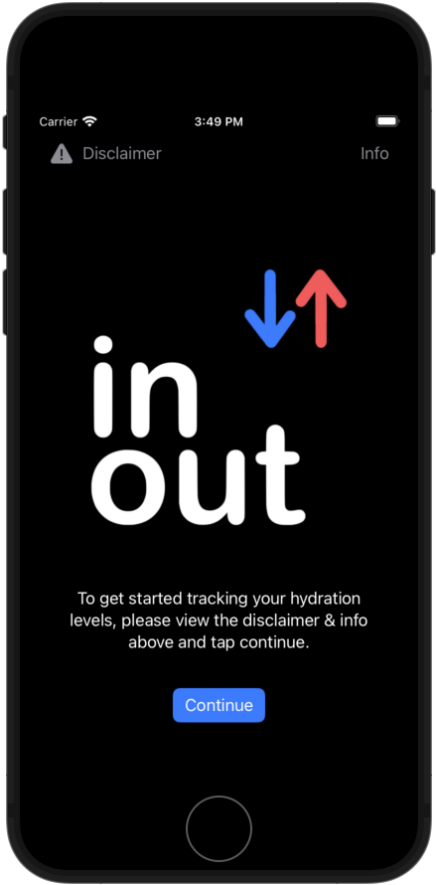 Carrier 3:49 PM
Disclaimer Info
in
out
To get started tracking your hydration
levels, please view the disclaimer & info
above and tap continue.
Continue